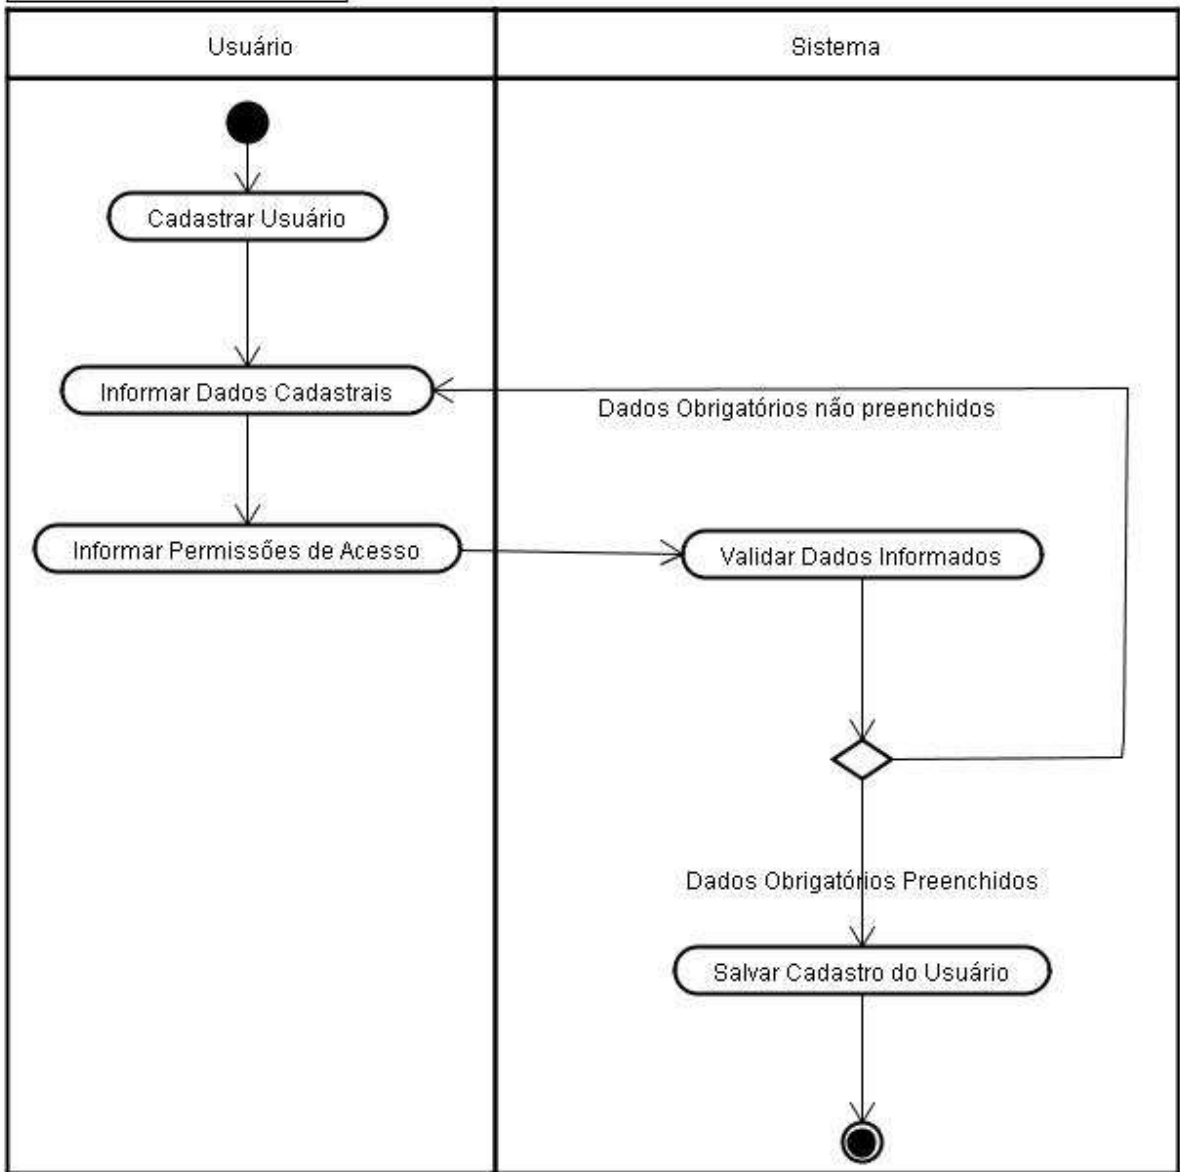 Usuário
Sistema
Cadastrar Usuário
Informar Dados Cadastrais
Dados Obrigatórios não preenchidos
Informar Permissões de Acesso
Validar Dados Informados
Dados Obrigatórios Preenchidos
Salvar Cadastro do Usuário